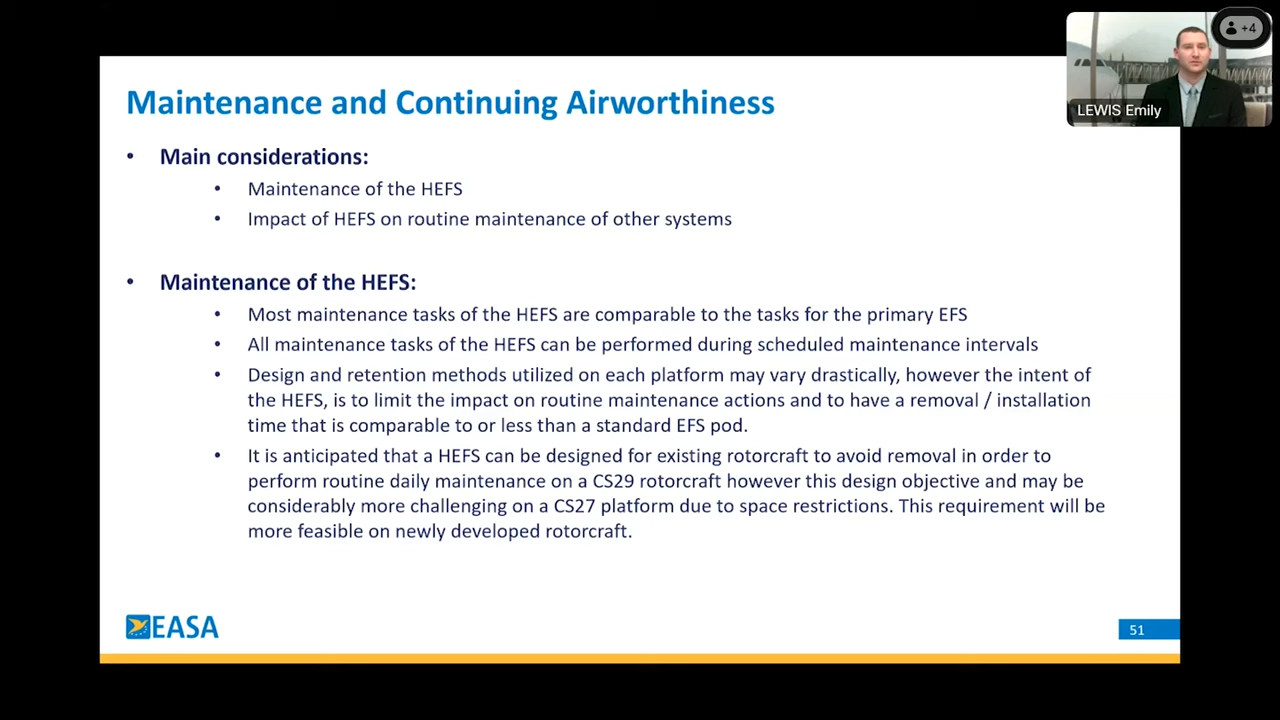 +4
LEWIS Emily
Maintenance and Continuing Airworthiness
• Main considerations:
• Maintenance of the HEFS
• Impact of HEFS on routine maintenance of other systems
• Maintenance of the HEFS:
• Most maintenance tasks of the HEFS are comparable to the tasks for the primary EFS
• All maintenance tasks of the HEFS can be performed during scheduled maintenance intervals
• Design and retention methods utilized on each platform may vary drastically, however the intent of
the HEFS, is to limit the impact on routine maintenance actions and to have a removal / installation
time that is comparable to or less than a standard EFS pod.
• It is anticipated that a HEFS can be designed for existing rotorcraft to avoid removal in order to
perform routine daily maintenance on a CS29 rotorcraft however this design objective and may be
considerably more challenging on a CS27 platform due to space restrictions. This requirement will be
more feasible on newly developed rotorcraft.
EASA
51